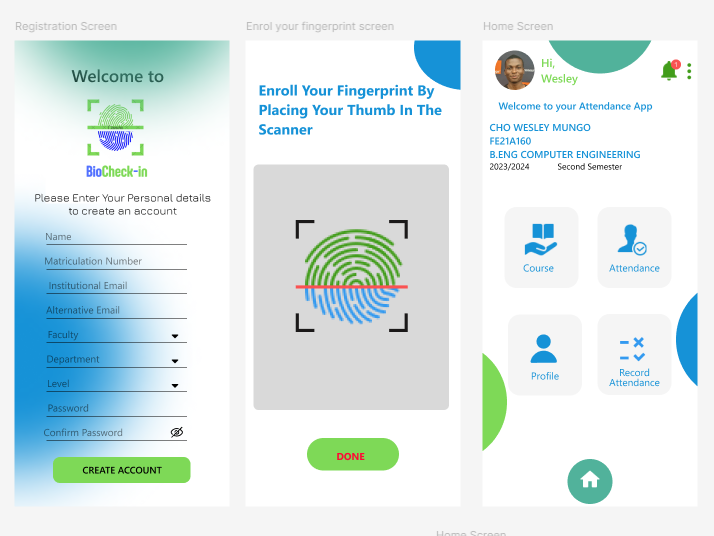 Registration Screen
Welcome to
BioCheck-in
Please Enter Your Personal details
to create an account
Name
Matriculation Number
Institutional Email
Alternative Email
Faculty
Department
Level
Password
Confirm Password
CREATE ACCOUNT
Enrol your fingerprint screen
Enroll Your Fingerprint By
Placing Your Thumb In The
Scanner
DONE
Home Screen
Hi,
Wesley
1
Welcome to your Attendance App
CHO WESLEY MUNGO
FE21A160
B.ENG COMPUTER ENGINEERING
2023/2024 Second Semester
Course
Attendance
Profile
Record
Attendance
Home Screen